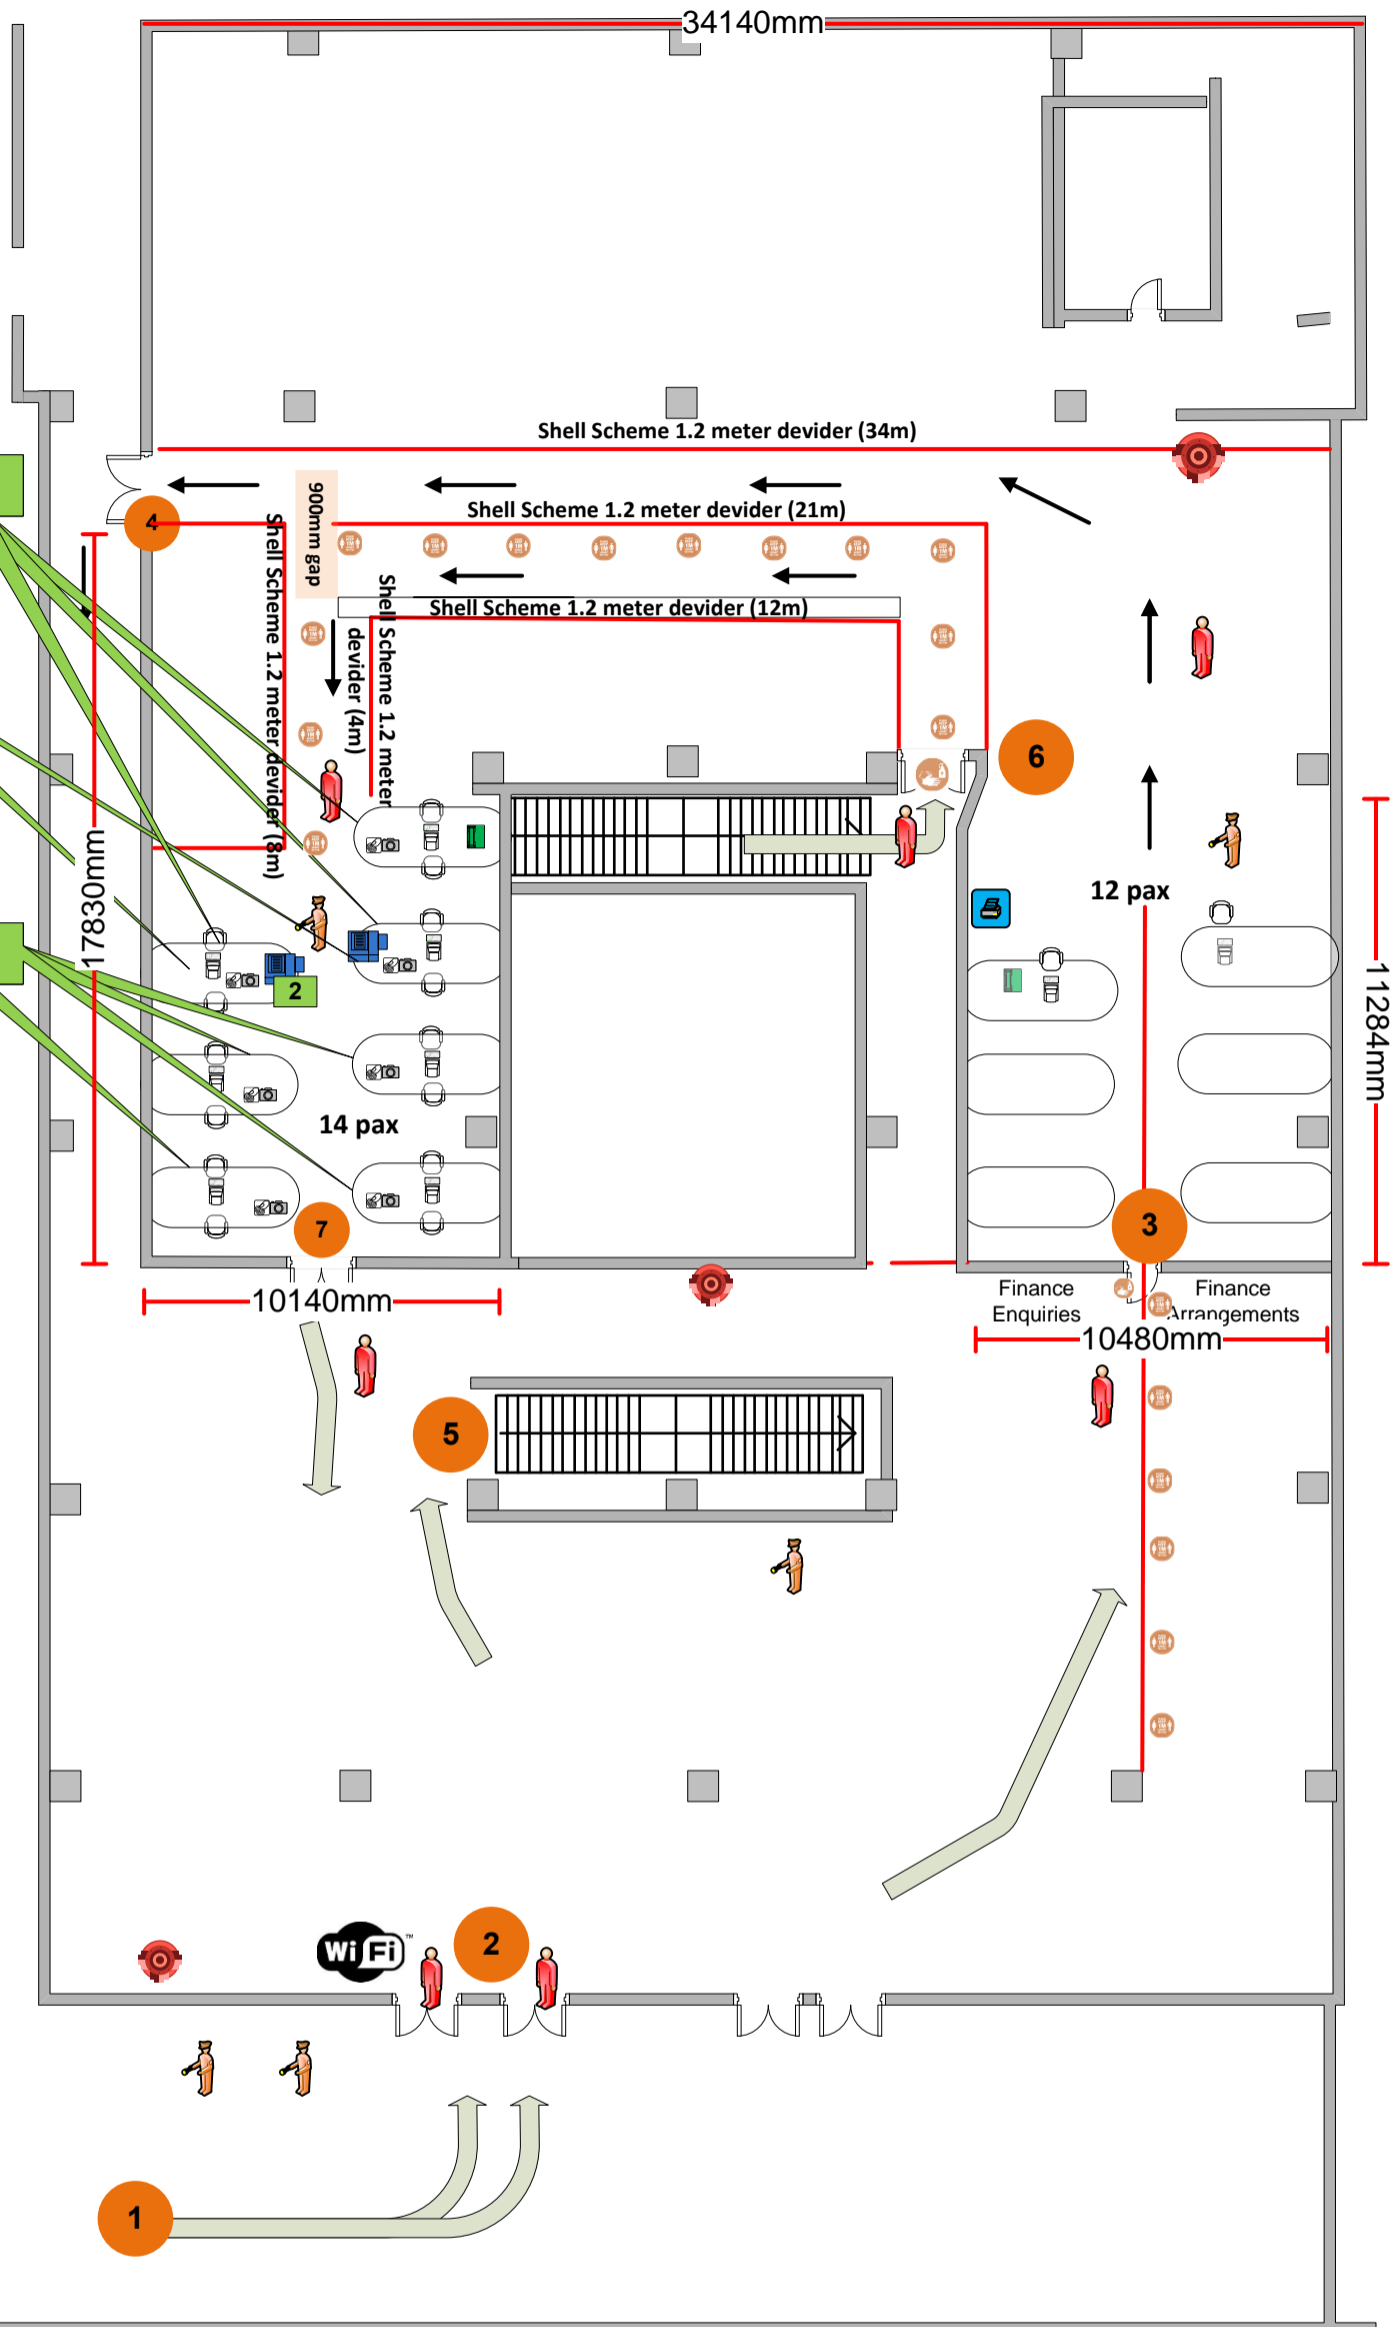 34140mm
Shell Scheme 1.2 meter devider (34m)
4
900mm gap
Shell Scheme 1.2 meter devider (21m)
Shell Scheme 1.2 meter devider (12m)
Shell Scheme 1.2 meter devider (8m)
Shell Scheme 1.2 meter
devider (4m)
6
17830mm
12 pax
11284mm
2
14 pax
7
3
10140mm
Finance
Enquiries
Finance
Arrangements
10480mm
5
WiFi™
2
1